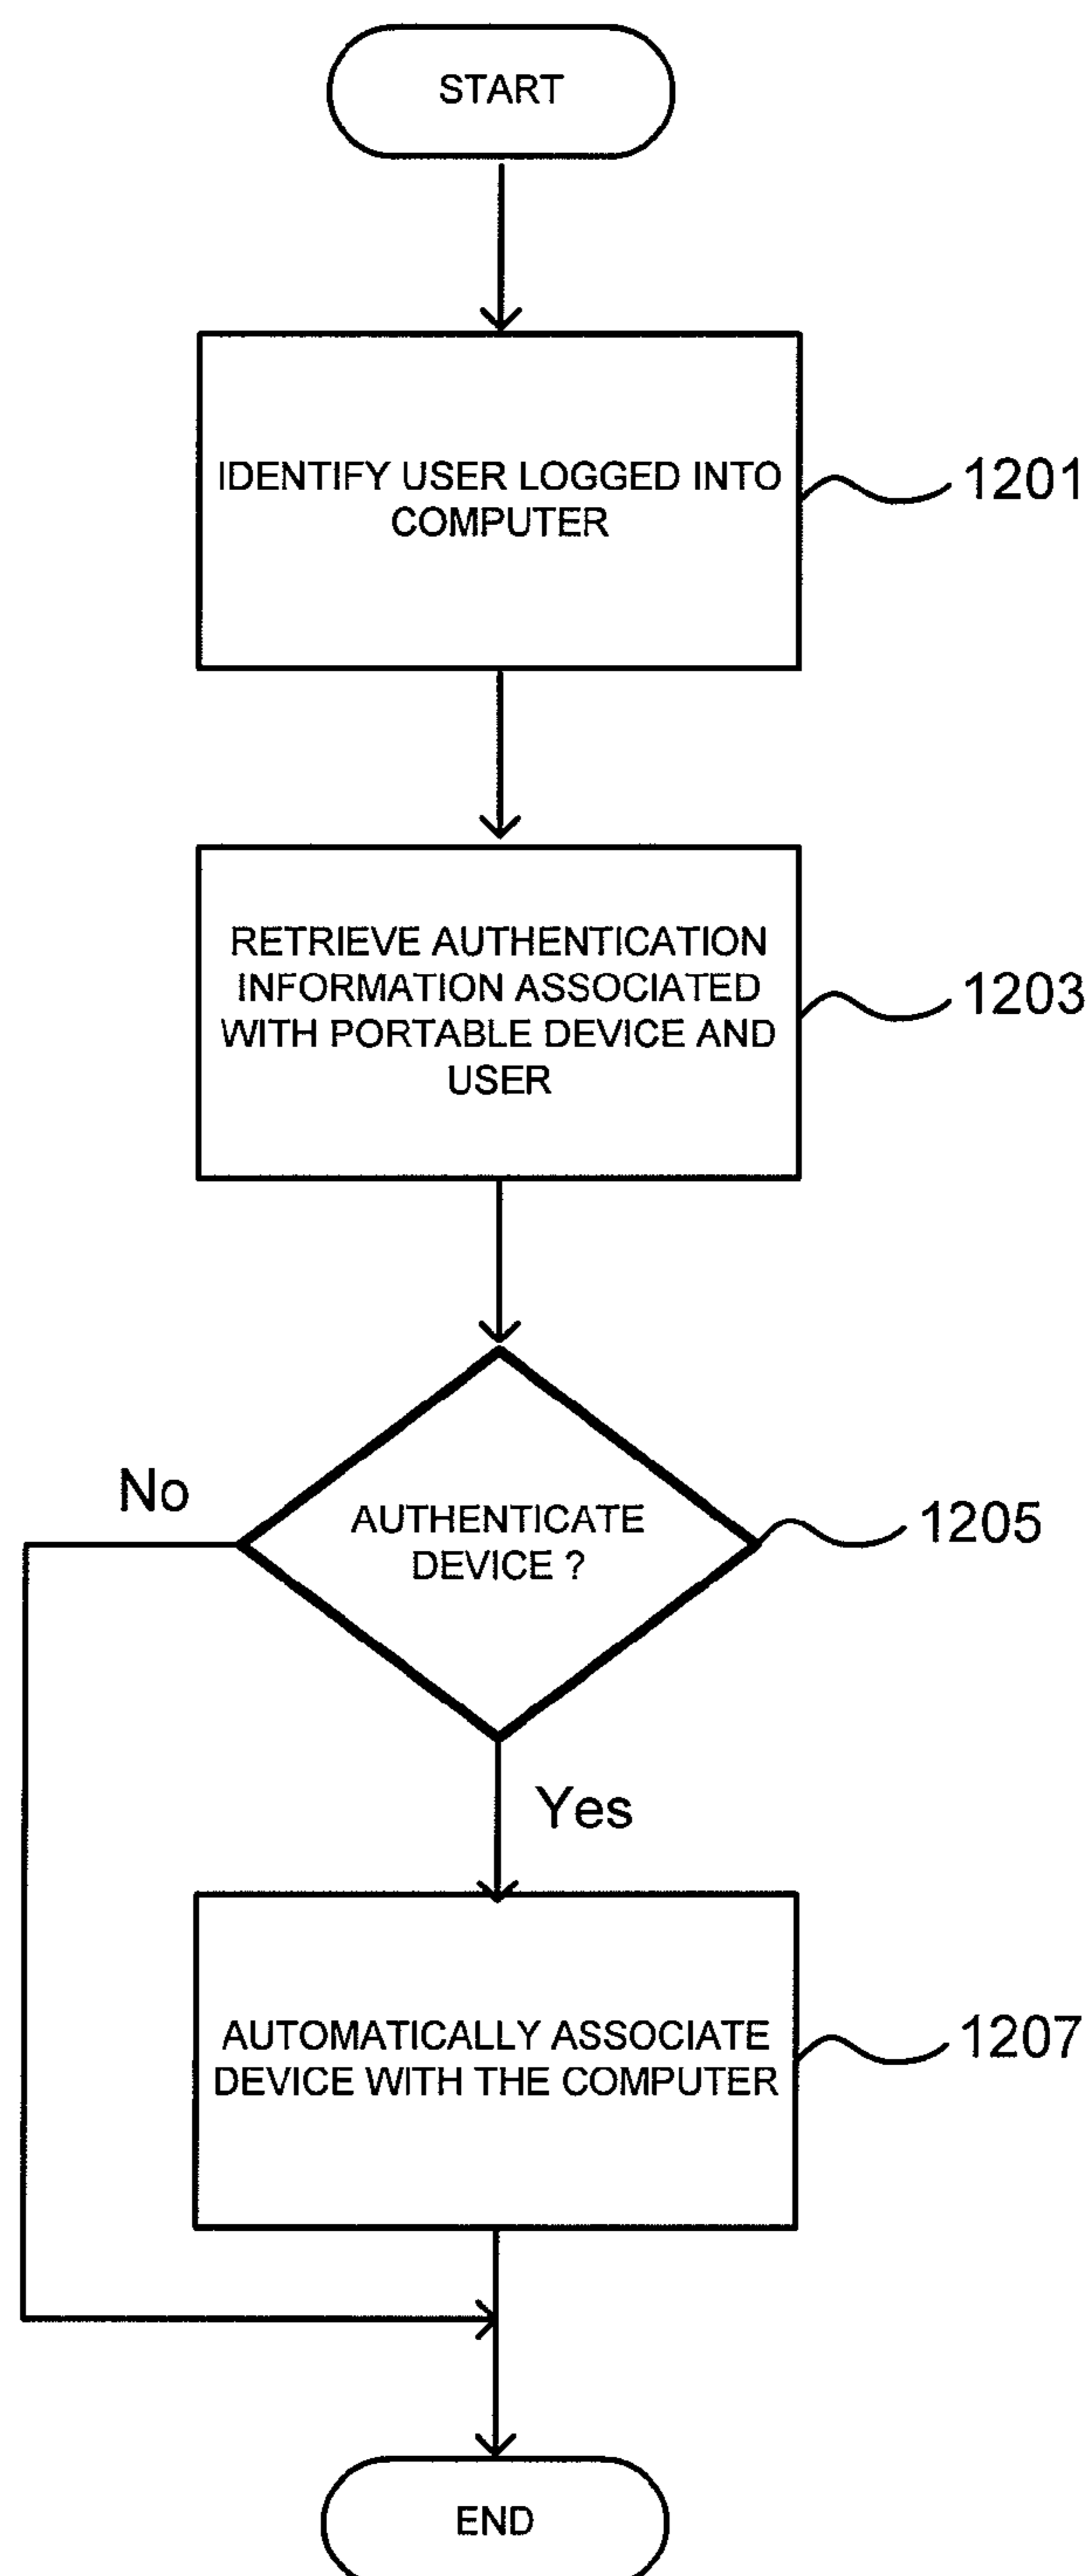 START
IDENTIFY USER LOGGED INTO
COMPUTER
1201
RETRIEVE AUTHENTICATION
INFORMATION ASSOCIATED
WITH PORTABLE DEVICE AND
USER
1203
No
AUTHENTICATE
DEVICE ?
1205
Yes
AUTOMATICALLY ASSOCIATE
DEVICE WITH THE COMPUTER
1207
END